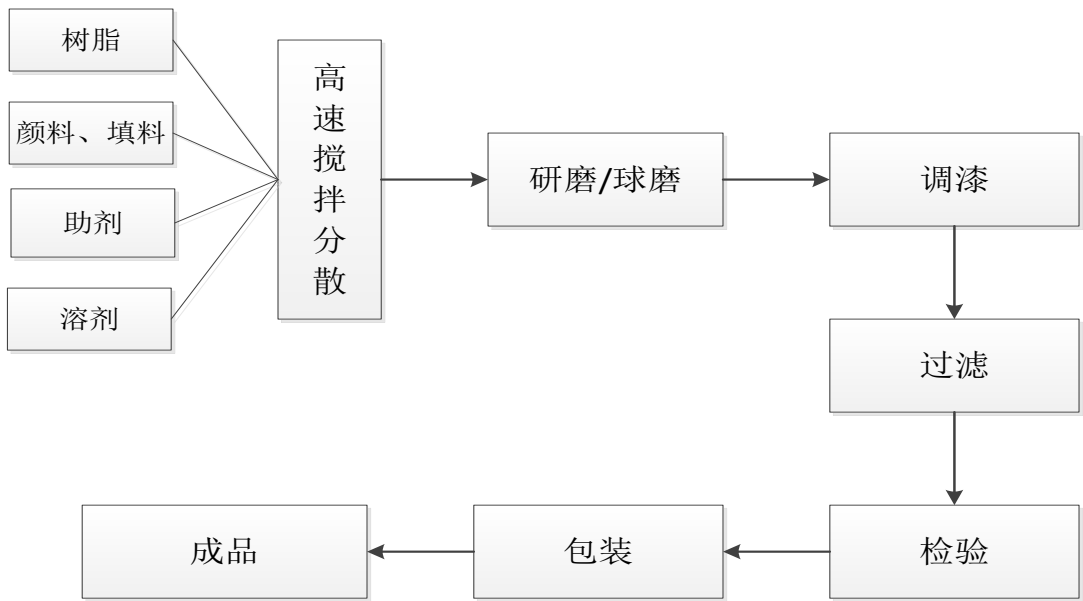 树脂
颜料、填料
助剂
溶剂
高速搅拌分散
研磨/球磨
调漆
过滤
检验
包装
成品